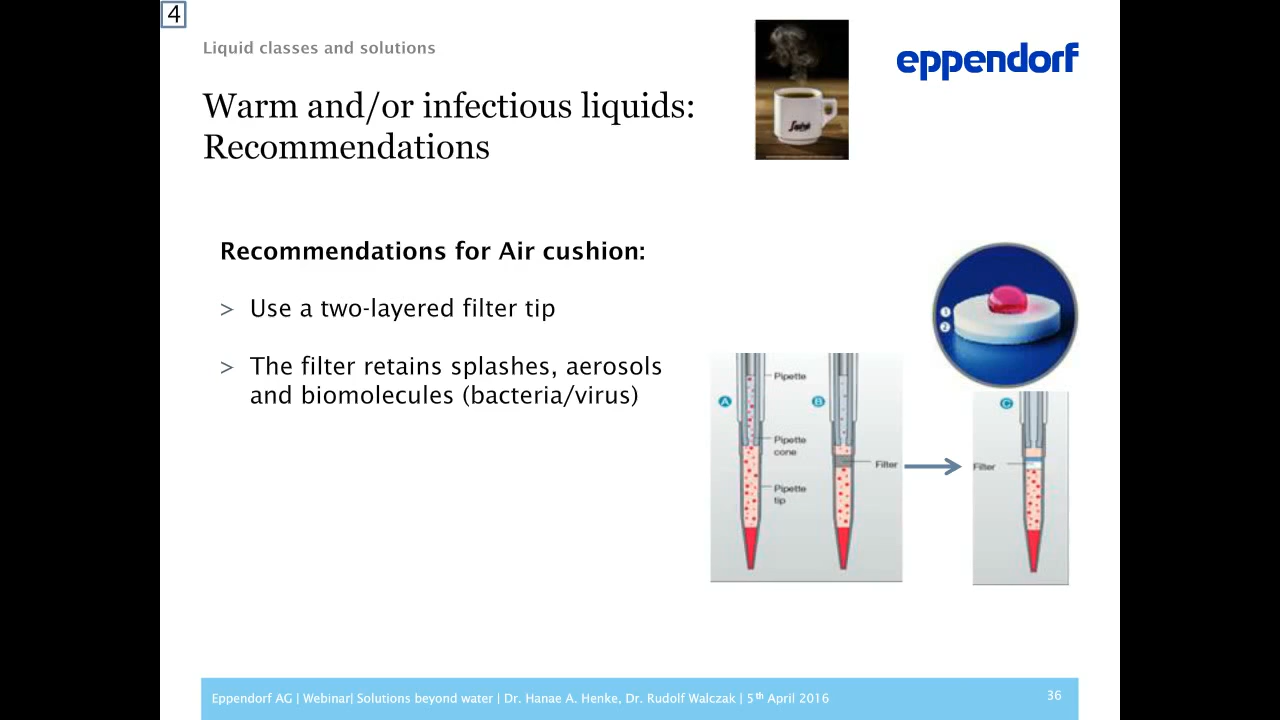 4
Liquid classes and solutions
eppendorf
Warm and/or infectious liquids:
Recommendations
Recommendations for Air cushion:
> Use a two-layered filter tip
> The filter retains splashes, aerosols
and biomolecules (bacteria/virus)
1
2
A
Pipette
B
C
Pipette
cone
Filter
Filter
Pipette
tip
Eppendorf AG | Webinar| Solutions beyond water | Dr. Hanae A. Henke, Dr. Rudolf Walczak | 5th April 2016
36